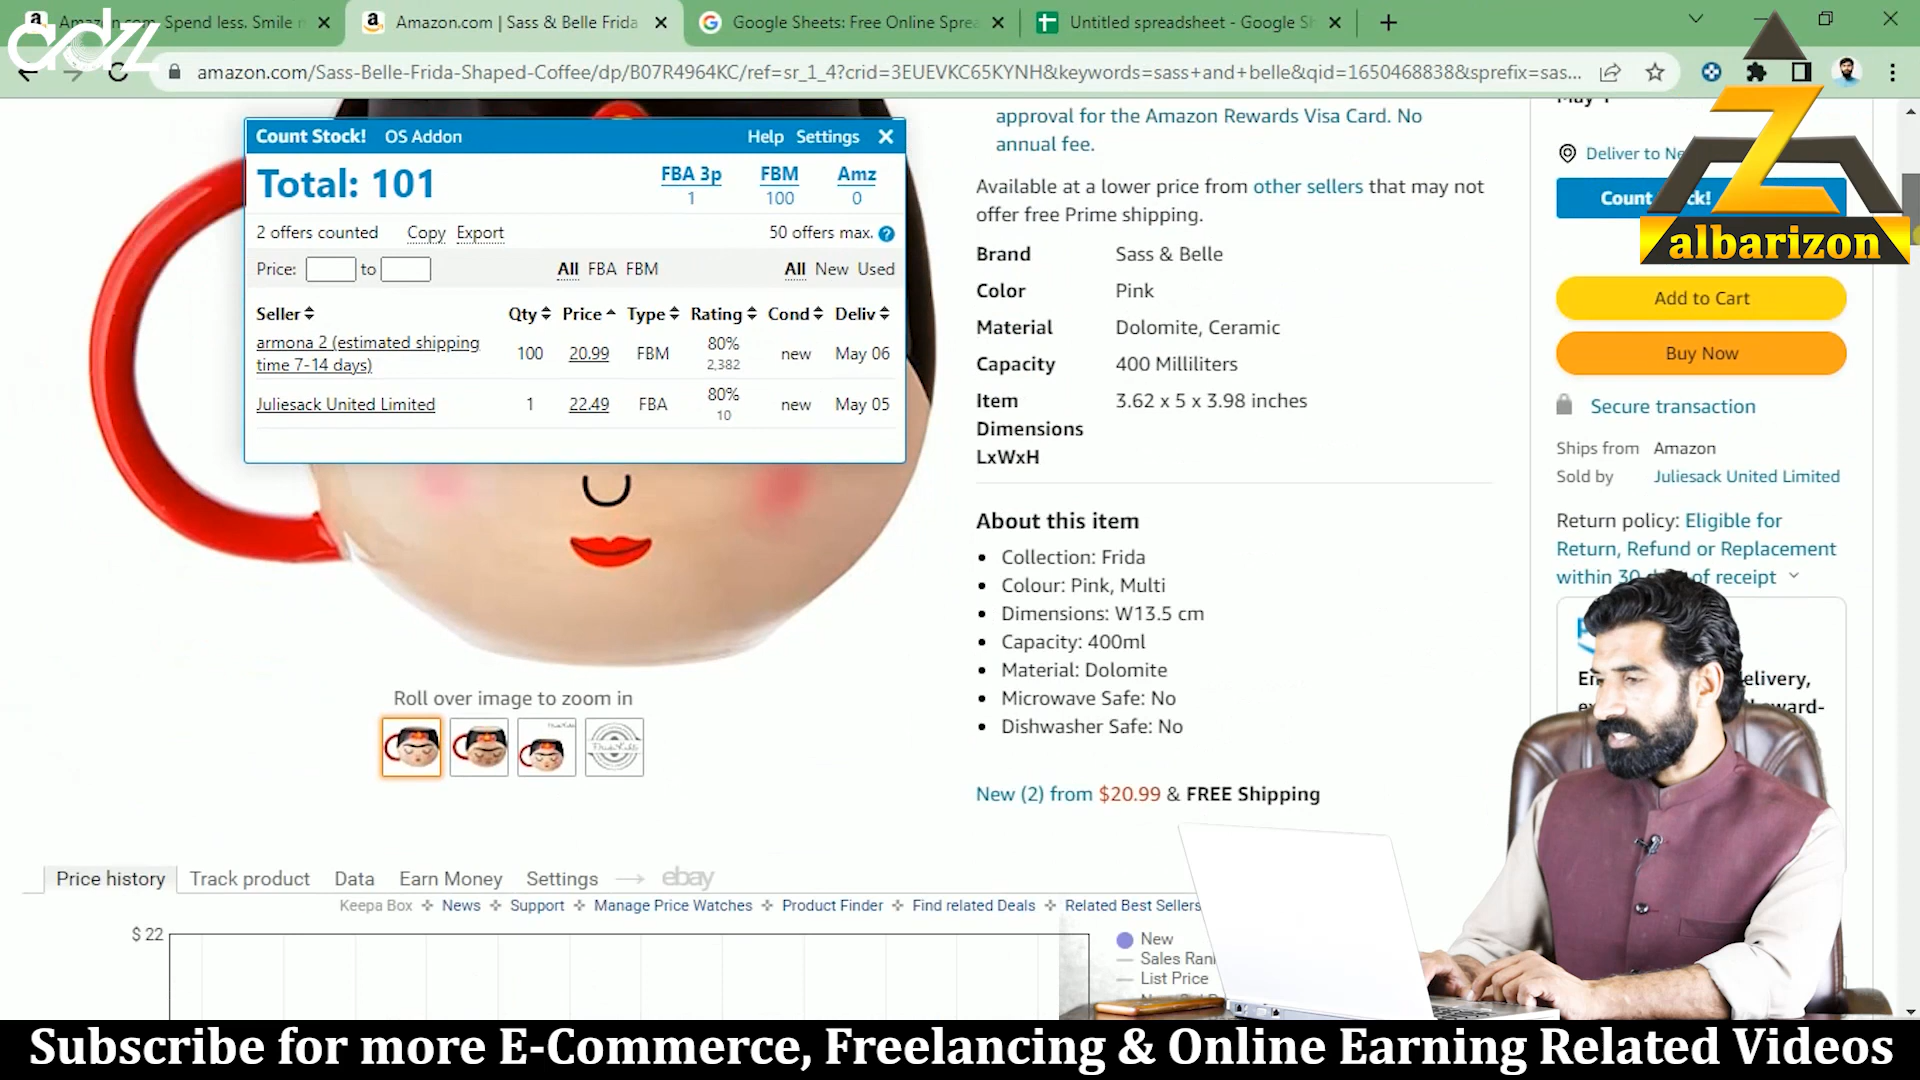 Amazon.com. Spend less. Smile
Amazon.com | Sass & Belle Frida
Google Sheets: Free Online Sprea
Untitled spreadsheet - Google Sh
adz
amazon.com/Sass-Belle-Frida-Shaped-Coffee/dp/B07R4964KC/ref=sr_1_4?crid=3EUEVKC65KYNH&keywords=sass+and+belle&qid=1650468838&sprefix=sas...
Count Stock! OS Addon Help Settings
Total: 101
FBA 3p FBM Amz
1 100 0
2 offers counted Copy Export 50 offers max. ?
Price: to All FBA FBM All New Used
Seller Qty Price Type Rating Cond Deliv
armona 2 (estimated shipping
time 7-14 days) 100 20.99 FBM 80% 2,382 new May 06
Juliesack United Limited 1 22.49 FBA 80% 10 new May 05
Roll over image to zoom in
approval for the Amazon Rewards Visa Card. No
annual fee.
Available at a lower price from other sellers that may not
offer free Prime shipping.
Brand Sass & Belle
Color Pink
Material Dolomite, Ceramic
Capacity 400 Milliliters
Item 3.62 x 5 x 3.98 inches
Dimensions
LxWxH
About this item
• Collection: Frida
• Colour: Pink, Multi
• Dimensions: W13.5 cm
• Capacity: 400ml
• Material: Dolomite
• Microwave Safe: No
• Dishwasher Safe: No
New (2) from $20.99 & FREE Shipping
Deliver to
Count
albarizon
Add to Cart
Buy Now
Secure transaction
Ships from Amazon
Sold by Juliesack United Limited
Return policy: Eligible for
Return, Refund or Replacement
within 30 of receipt
Price history Track product Data Earn Money Settings → ebay
Keepa Box News Support Manage Price Watches Product Finder Find related Deals Related Best Sellers
$ 22
New
Sales
List Price
Subscribe for more E-Commerce, Freelancing & Online Earning Related Videos